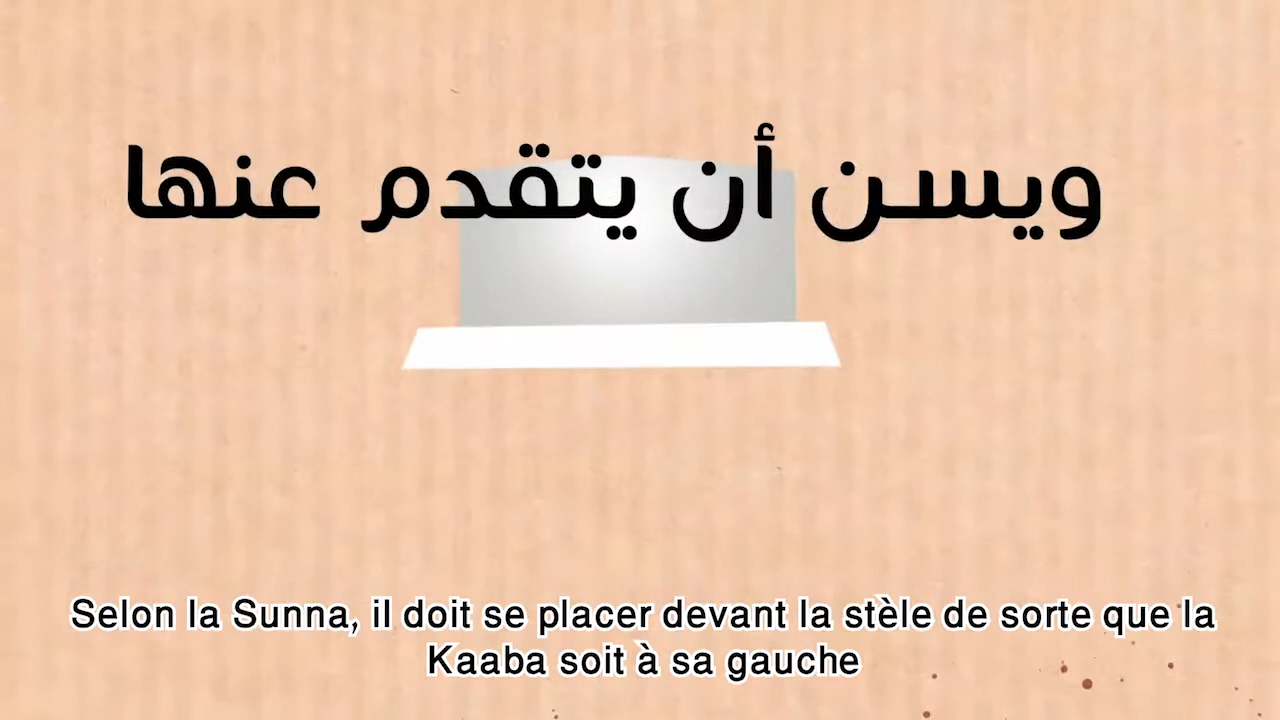 ويسن أن يتقدم عنها
Selon la Sunna, il doit se placer devant la stèle de sorte que la
Kaaba soit à sa gauche